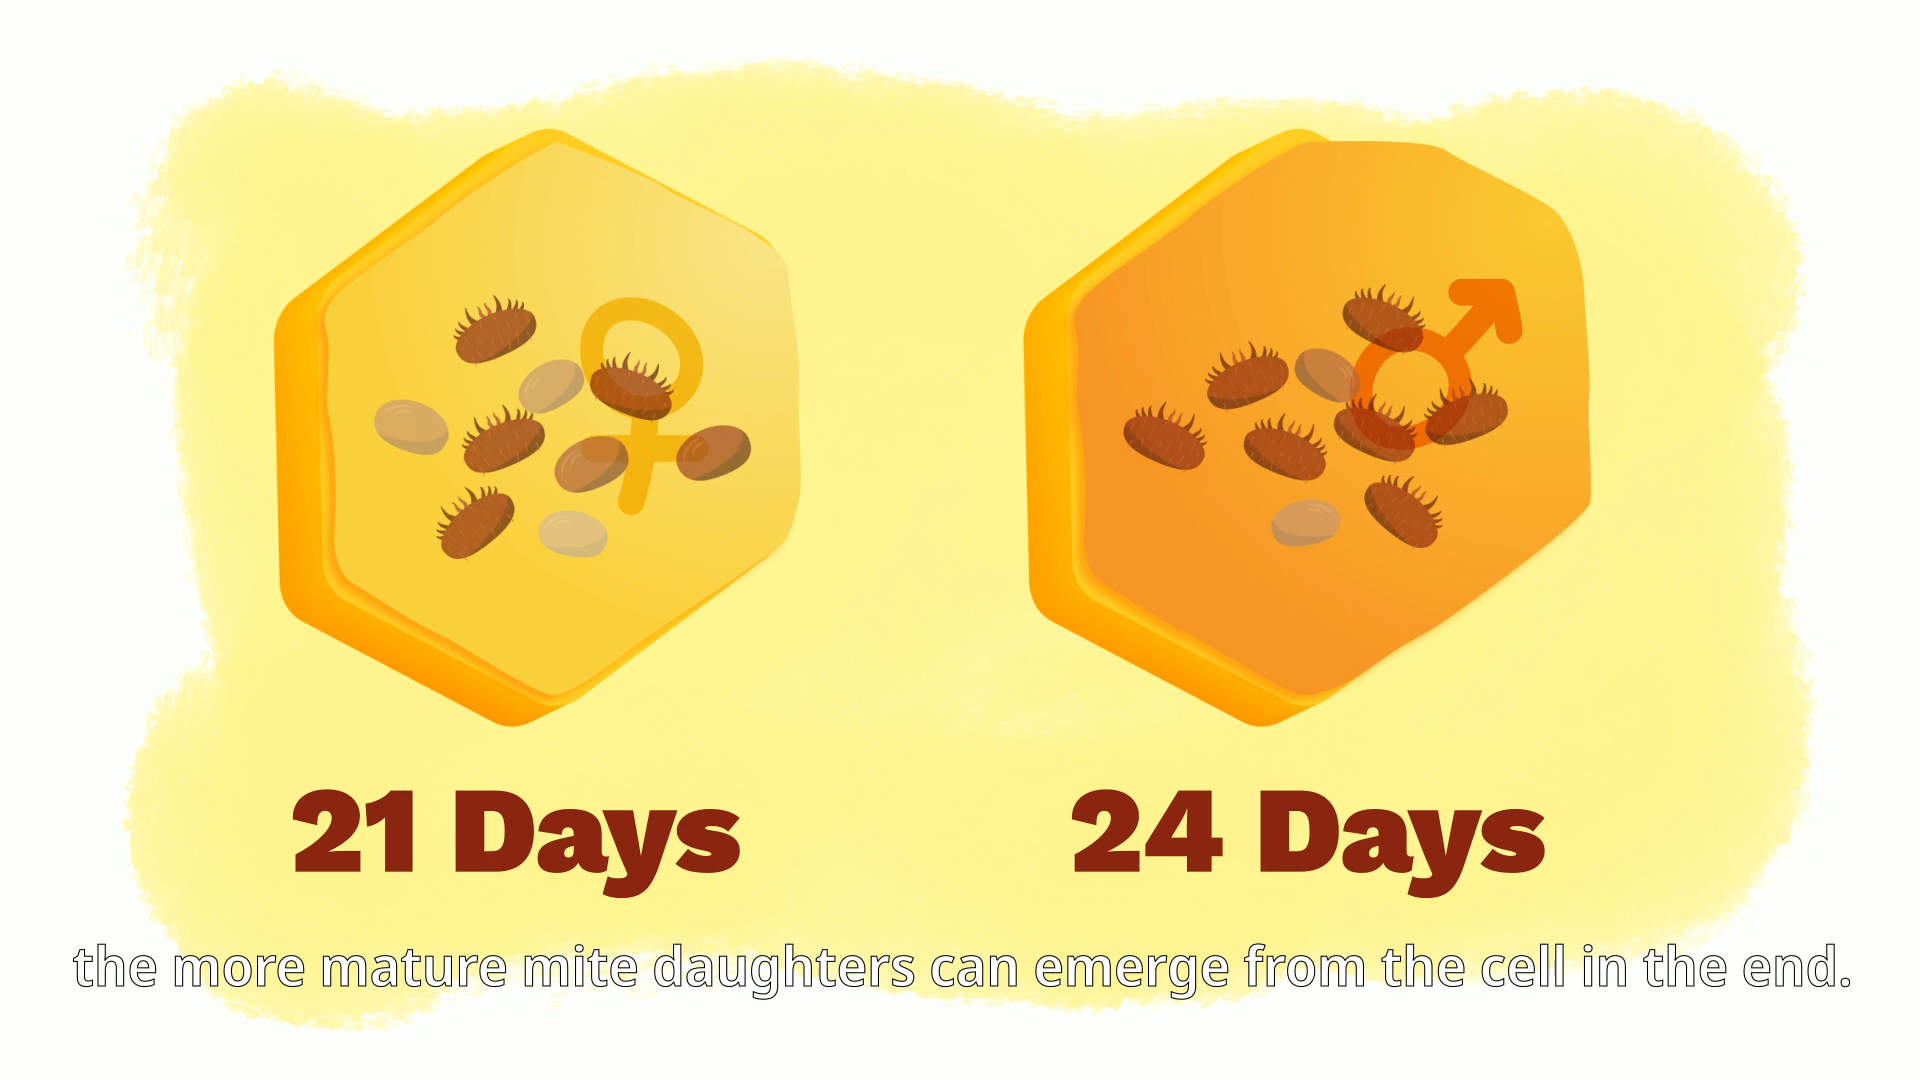 21 Days
24 Days
the more mature mite daughters can emerge from the cell in the end.